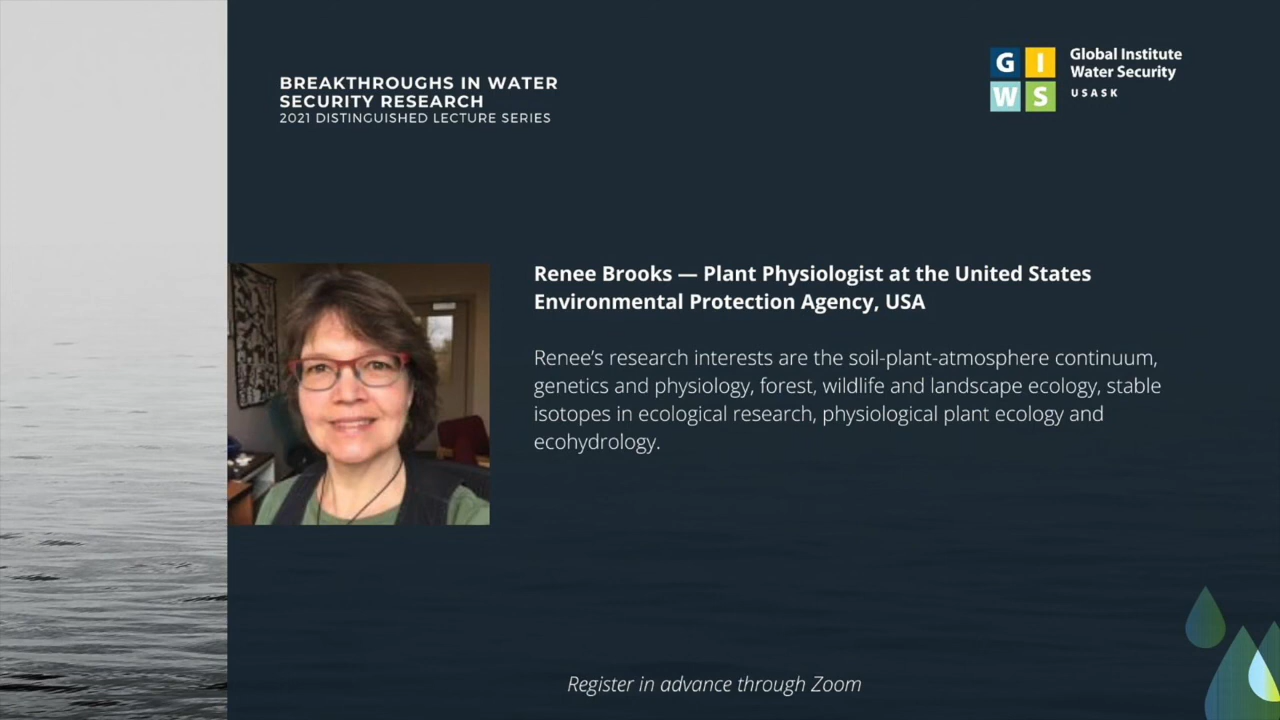 BREAKTHROUGHS IN WATER
SECURITY RESEARCH
2021 DISTINGUISHED LECTURE SERIES
G I
W S
Global Institute
Water Security
USASK
Renee Brooks — Plant Physiologist at the United States
Environmental Protection Agency, USA
Renee’s research interests are the soil-plant-atmosphere continuum,
genetics and physiology, forest, wildlife and landscape ecology, stable
isotopes in ecological research, physiological plant ecology and
ecohydrology.
Register in advance through Zoom